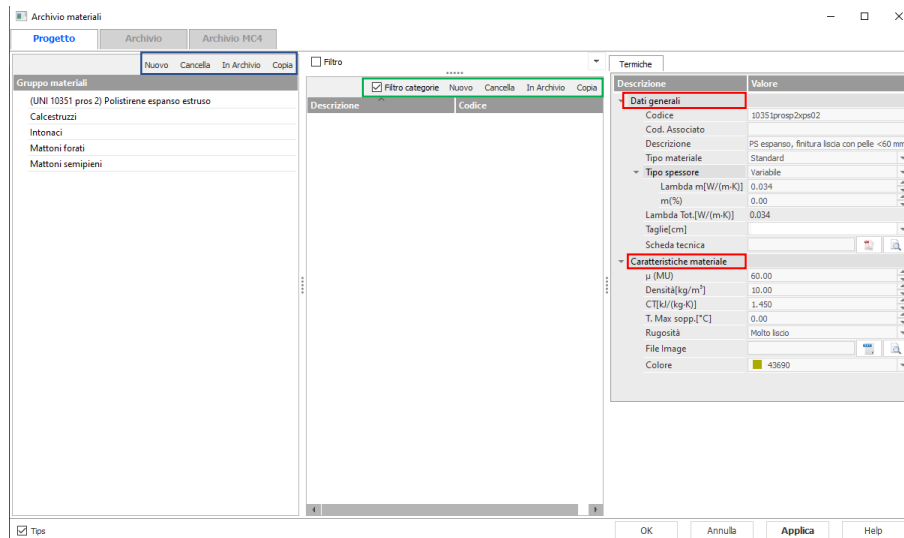 Archivio materiali
Progetto Archivio Archivio MC4
Nuovo Cancella In Archivio Copia
Gruppo materiali
(UNI 10351 pros 2) Polistirene espanso estruso
Calcestruzzi
Intonaci
Mattoni forati
Mattoni semipieni
Filtro
Filtro categorie Nuovo Cancella In Archivio Copia
Descrizione Codice
Termiche
Descrizione Valore
Dati generali
Codice 10351prosp2xps02
Cod. Associato
Descrizione PS espanso, finitura liscia con pelle <60 mm
Tipo materiale Standard
Tipo spessore Variabile
Lambda m[W/(m·K)] 0.034
m(%) 0.00
Lambda Tot.[W/(m·K)] 0.034
Taglie[cm]
Scheda tecnica
Caratteristiche materiale
μ (MU) 60.00
Densità[kg/m³] 10.00
CT[kJ/(kg·K)] 1.450
T. Max sopp.[°C] 0.00
Rugosità Molto liscio
File Image
Colore 43690
Tips
OK Annulla Applica Help